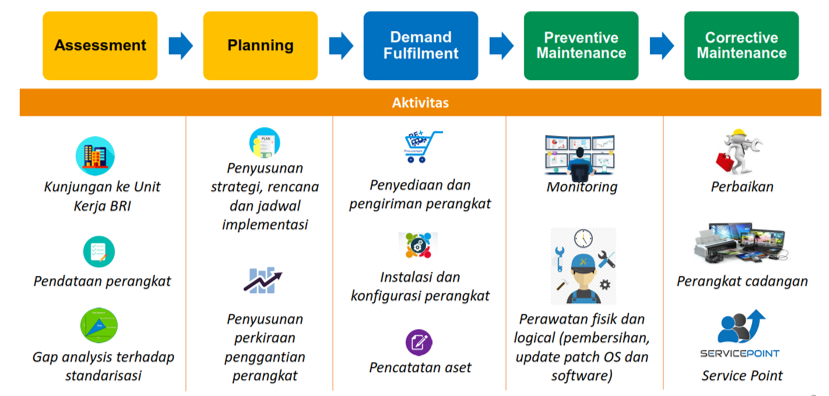 Assessment
Planning
Demand
Fulfilment
Preventive
Maintenance
Corrective
Maintenance
Aktivitas
Kunjungan ke Unit
Kerja BRI
Pendataan perangkat
Gap analysis terhadap
standarisasi
PLAN
Penyusunan
strategi, rencana
dan jadwal
implementasi
Penyusunan
perkiraan
penggantian
perangkat
Penyediaan dan
pengiriman perangkat
Instalasi dan
konfigurasi perangkat
Pencatatan aset
Monitoring
Perawatan fisik dan
logical (pembersihan,
update patch OS dan
software)
Perbaikan
Perangkat cadangan
SERVICEPOINT
Service Point